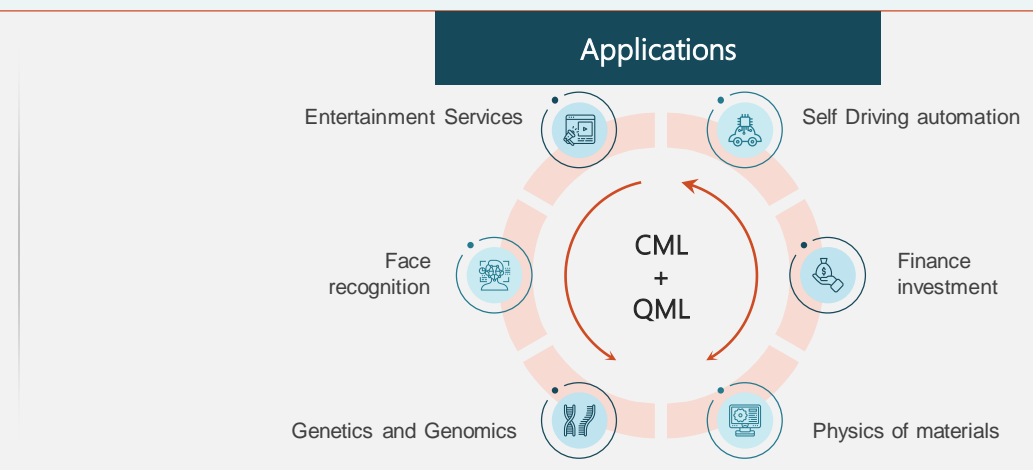 Applications
Entertainment Services
Self Driving automation
CML
+
QML
Face
recognition
Finance
investment
Genetics and Genomics
Physics of materials